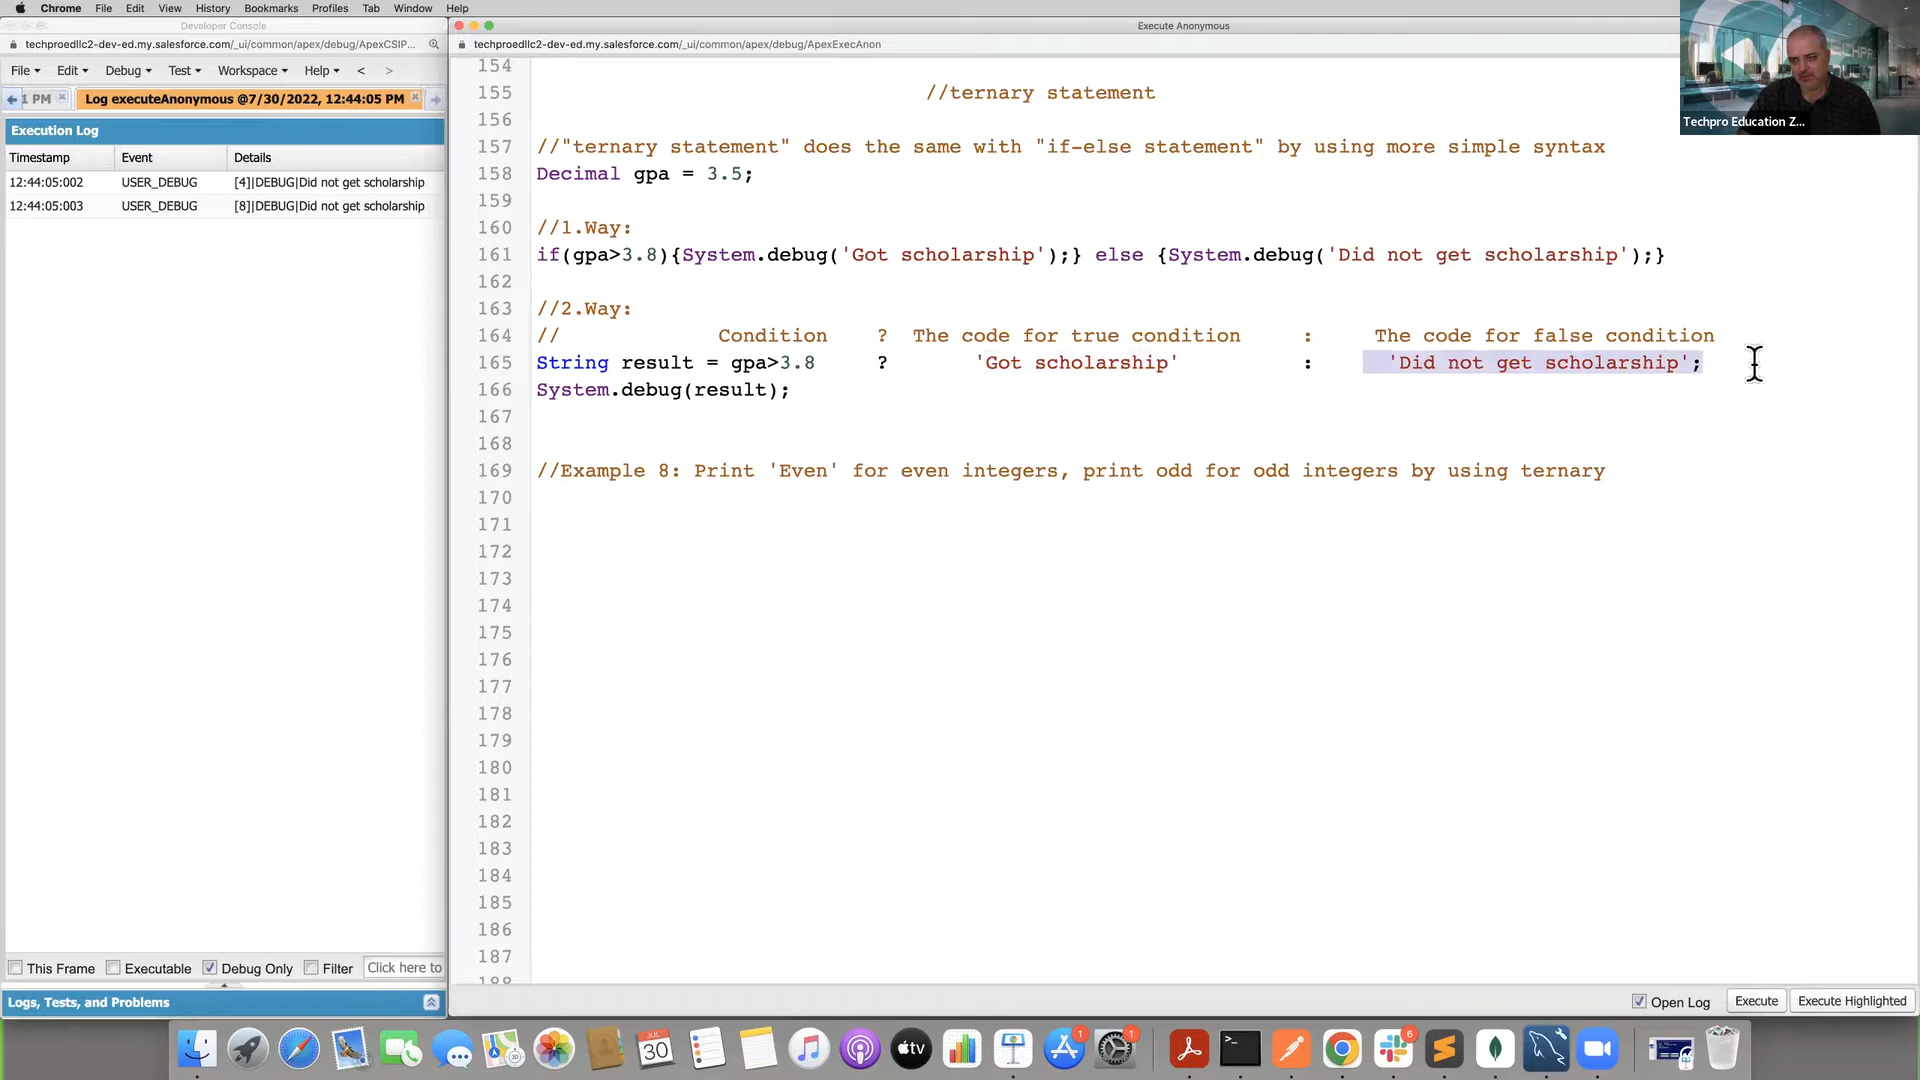 Chrome File Edit View History Bookmarks Profiles Tab Window Help
Developer Console
techproedllc2-dev-ed.my.salesforce.com/_ui/common/apex/debug/ApexCSIP...
File Edit Debug Test Workspace Help < >
1 PM Log executeAnonymous @7/30/2022, 12:44:05 PM
Execution Log
Timestamp Event Details
12:44:05:002 USER_DEBUG [4]|DEBUG|Did not get scholarship
12:44:05:003 USER_DEBUG [8]|DEBUG|Did not get scholarship
This Frame Executable Debug Only Filter Click here to
Logs, Tests, and Problems
Execute Anonymous
techproedllc2-dev-ed.my.salesforce.com/_ui/common/apex/debug/ApexExecAnon
154
155 //ternary statement
156
157 //"ternary statement" does the same with "if-else statement" by using more simple syntax
158 Decimal gpa = 3.5;
159
160 //1.Way:
161 if(gpa>3.8){System.debug('Got scholarship');} else {System.debug('Did not get scholarship');}
162
163 //2.Way:
164 // Condition ? The code for true condition : The code for false condition
165 String result = gpa>3.8 ? 'Got scholarship' : 'Did not get scholarship';
166 System.debug(result);
167
168
169 //Example 8: Print 'Even' for even integers, print odd for odd integers by using ternary
170
171
172
173
174
175
176
177
178
179
180
181
182
183
184
185
186
187
188
Open Log Execute Execute Highlighted
Techpro Education Z...
JUL
30
tv
1
1
6